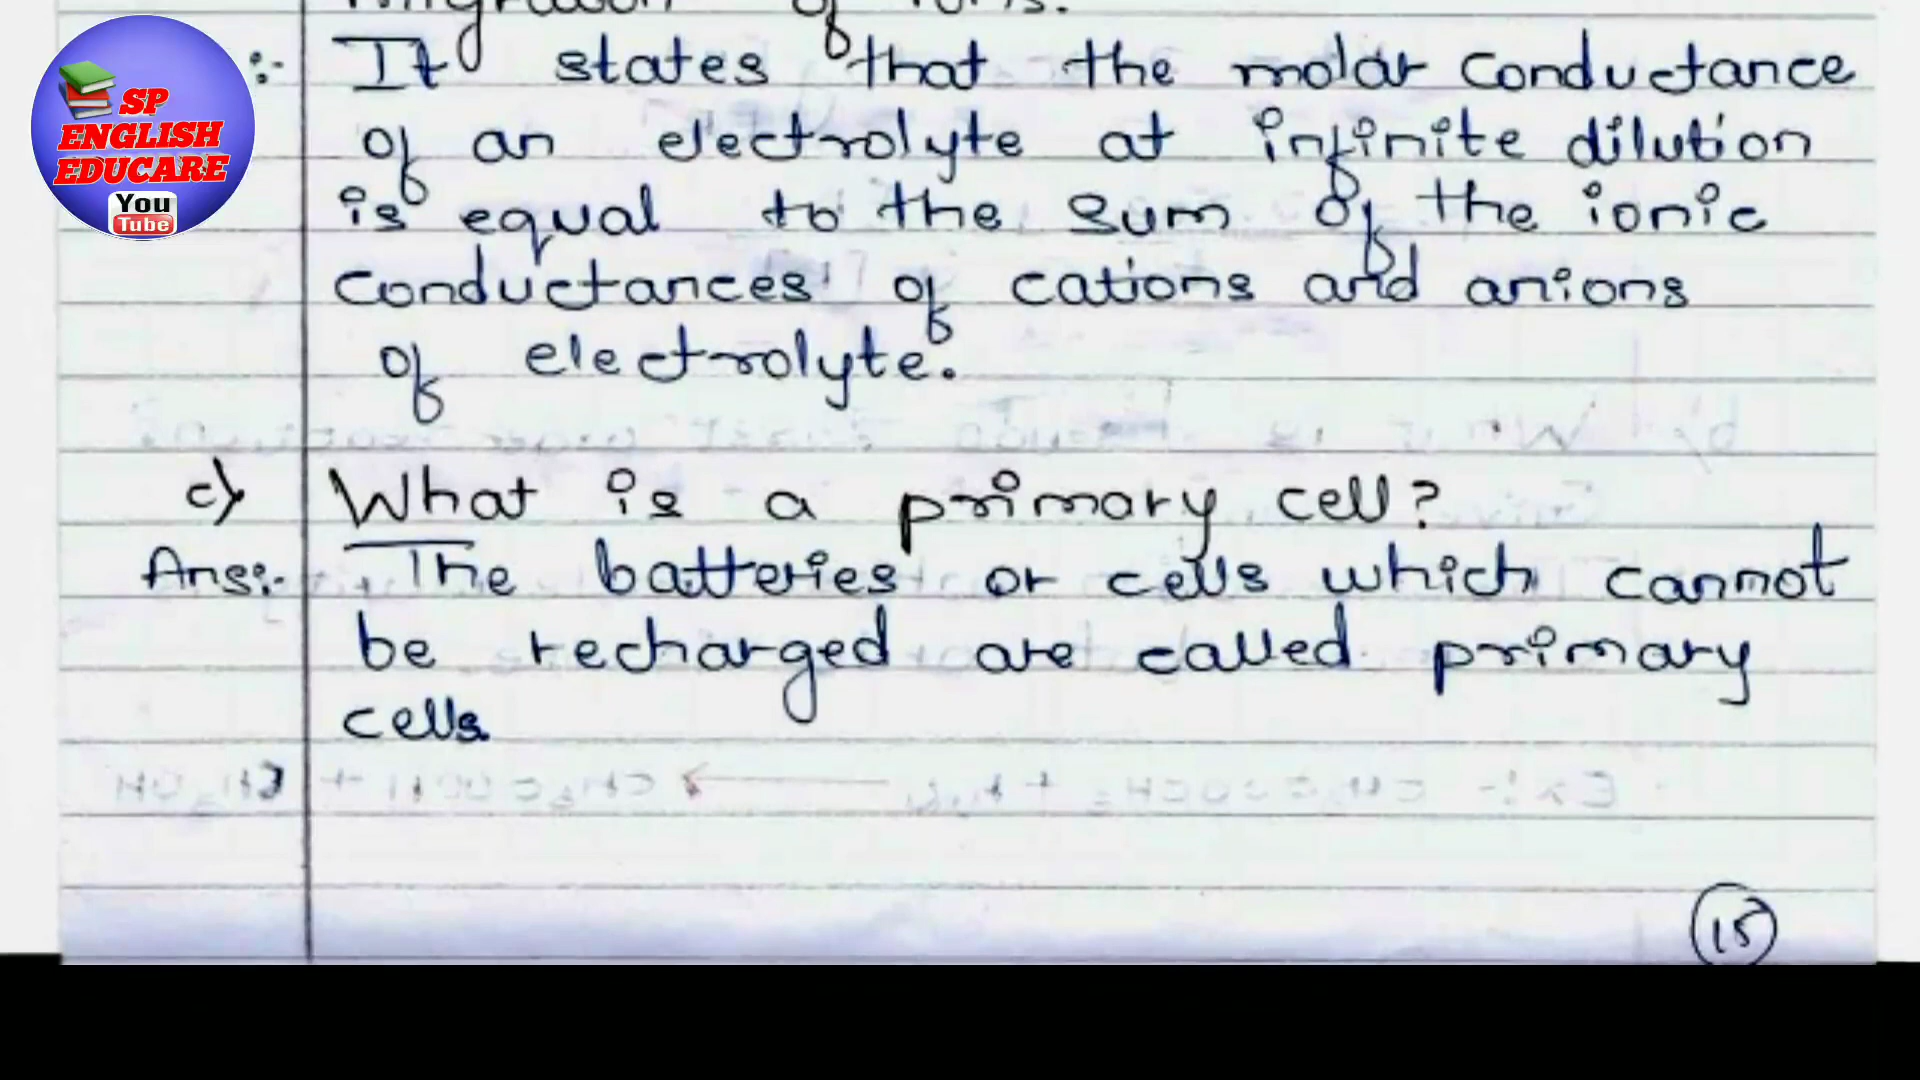 of ions.
SP
ENGLISH
EDUCARE
You
Tube
:- It states that the molar conductance
of an electrolyte at infinite dilution
is equal to the sum of the ionic
conductances of cations and anions
of electrolyte.
c) What is a primary cell?
Ans:- The batteries or cells which cannot
be recharged are called primary
cells
15